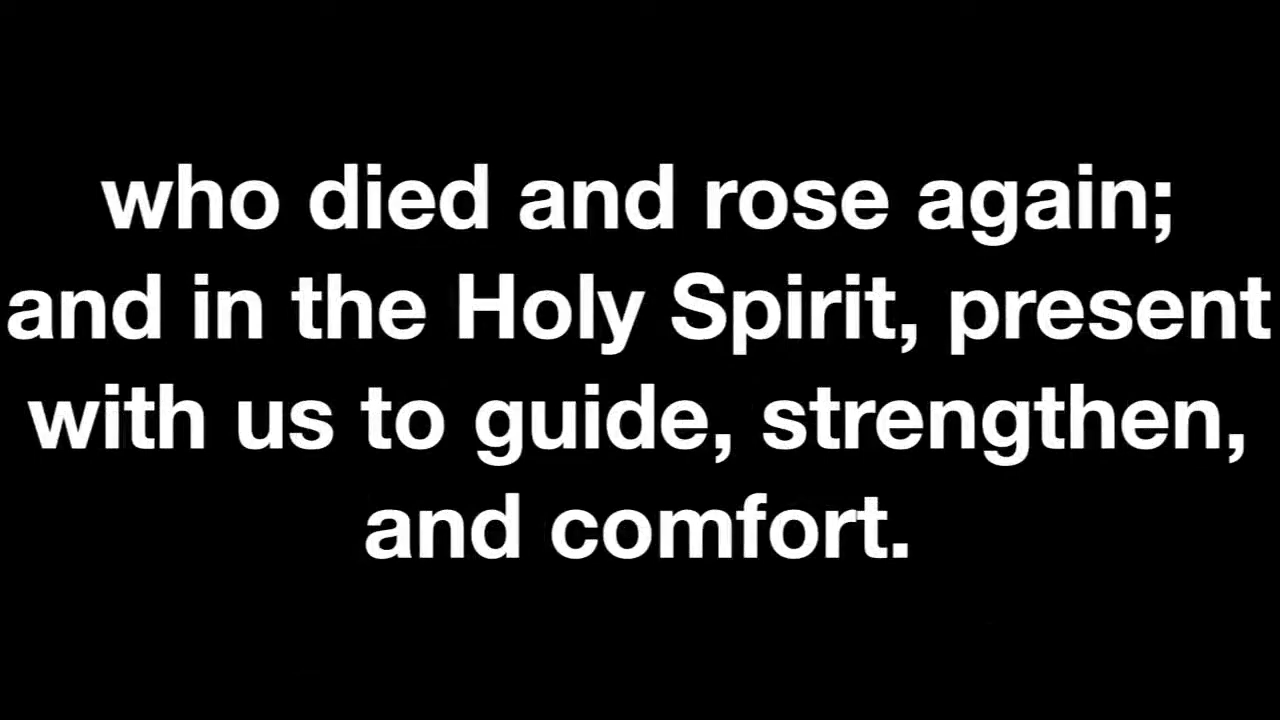 who died and rose again;
and in the Holy Spirit, present
with us to guide, strengthen,
and comfort.